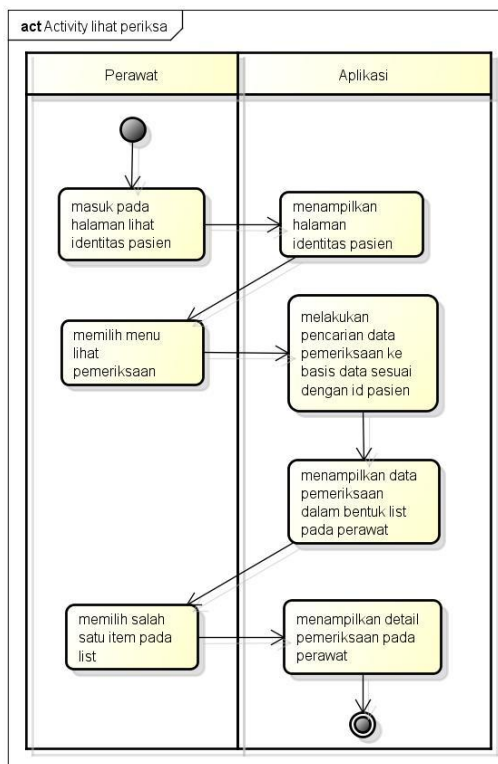 act Activity lihat periksa
Perawat
Aplikasi
masuk pada
halaman lihat
identitas pasien
menampilkan
halaman
identitas pasien
memilih menu
lihat
pemeriksaan
melakukan
pencarian data
pemeriksaan ke
basis data sesuai
dengan id pasien
menampilkan data
pemeriksaan
dalam bentuk list
pada perawat
memilih salah
satu item pada
list
menampilkan detail
pemeriksaan pada
perawat